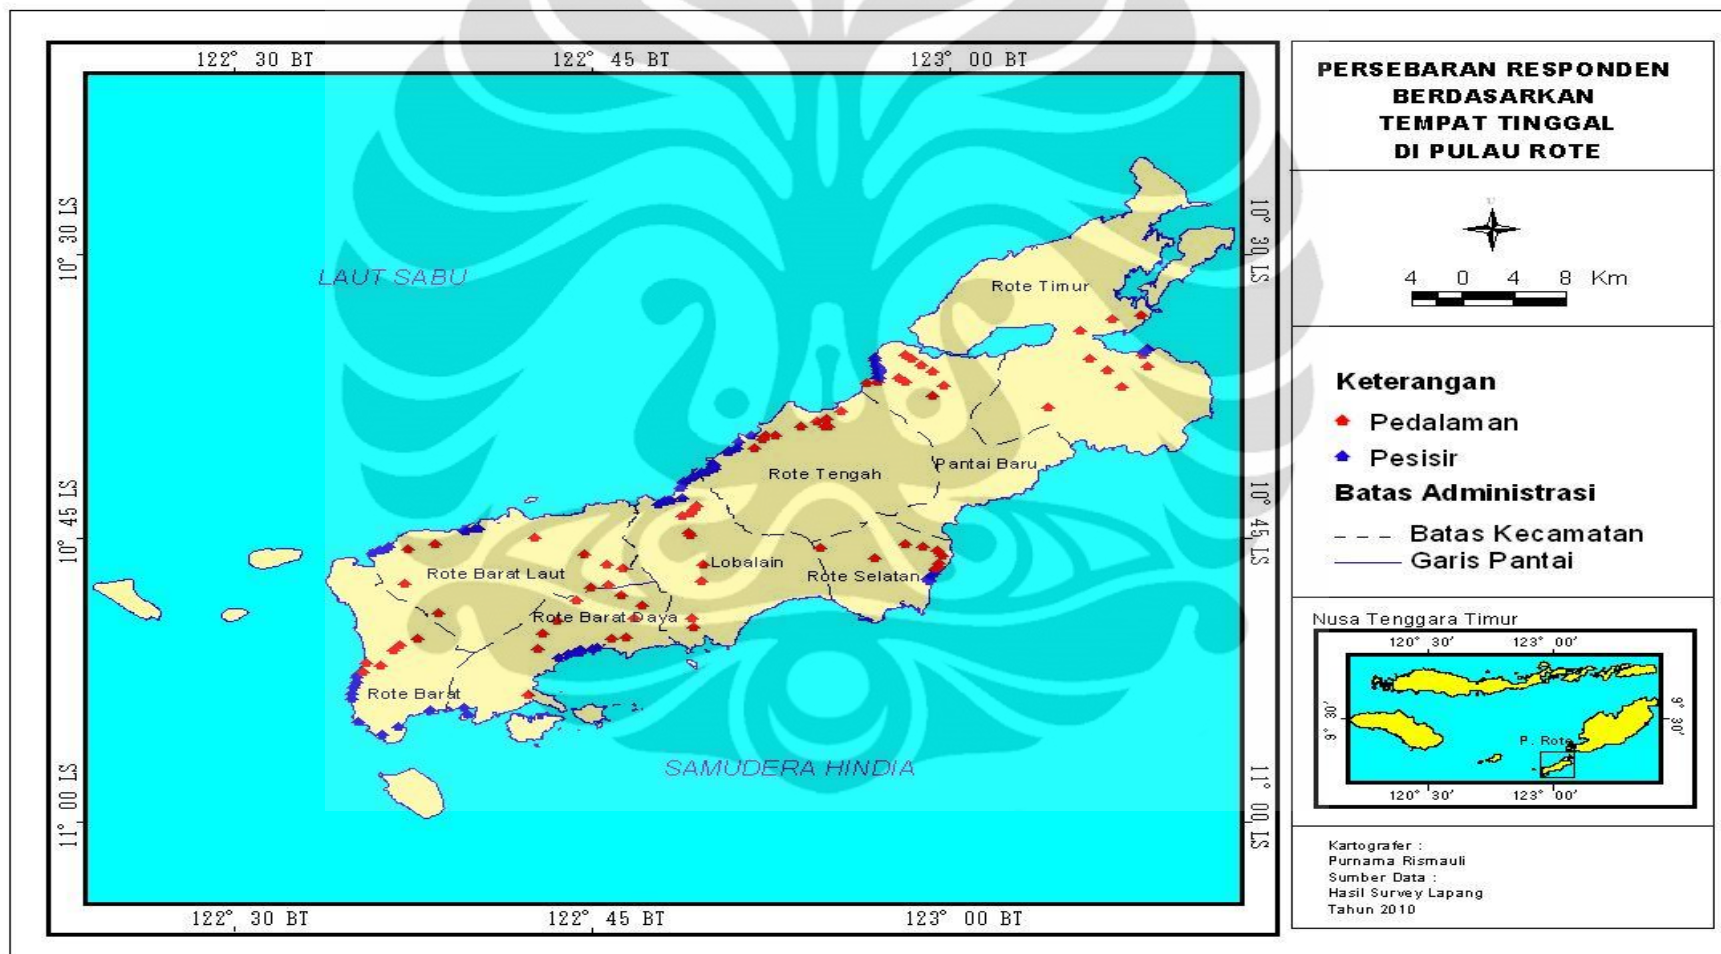 122° 30 BT
122° 45 BT
123° 00 BT
10° 30 LS
10° 30 LS
LAUT SABU
Rote Timur
Rote Tengah
Pantai Baru
10° 45 LS
10° 45 LS
Lobalain
Rote Barat Laut
Rote Selatan
Rote Barat Daya
Rote Barat
SAMUDERA HINDIA
11° 00 LS
11° 00 LS
122° 30 BT
122° 45 BT
123° 00 BT
PERSEBARAN RESPONDEN
BERDASARKAN
TEMPAT TINGGAL
DI PULAU ROTE
U
4 0 4 8 Km
Keterangan
Pedalaman
Pesisir
Batas Administrasi
Batas Kecamatan
Garis Pantai
Nusa Tenggara Timur
120° 30'
123° 00'
9° 30'
9° 30'
P. Rote
120° 30'
123° 00'
Kartografer :
Purnama Rismauli
Sumber Data :
Hasil Survey Lapang
Tahun 2010